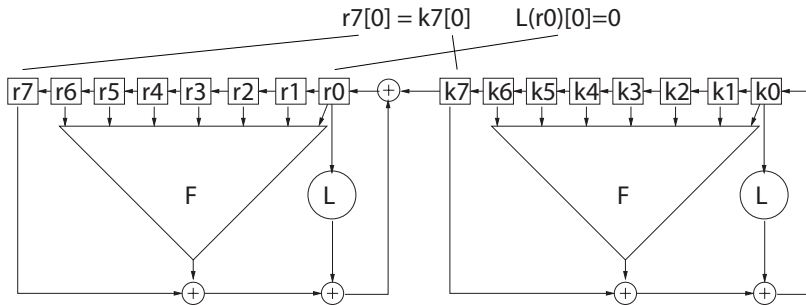 r7[0] = k7[0] L(r0)[0]=0
r7 r6 r5 r4 r3 r2 r1 r0 + k7 k6 k5 k4 k3 k2 k1 k0
F L F L
+ + + +